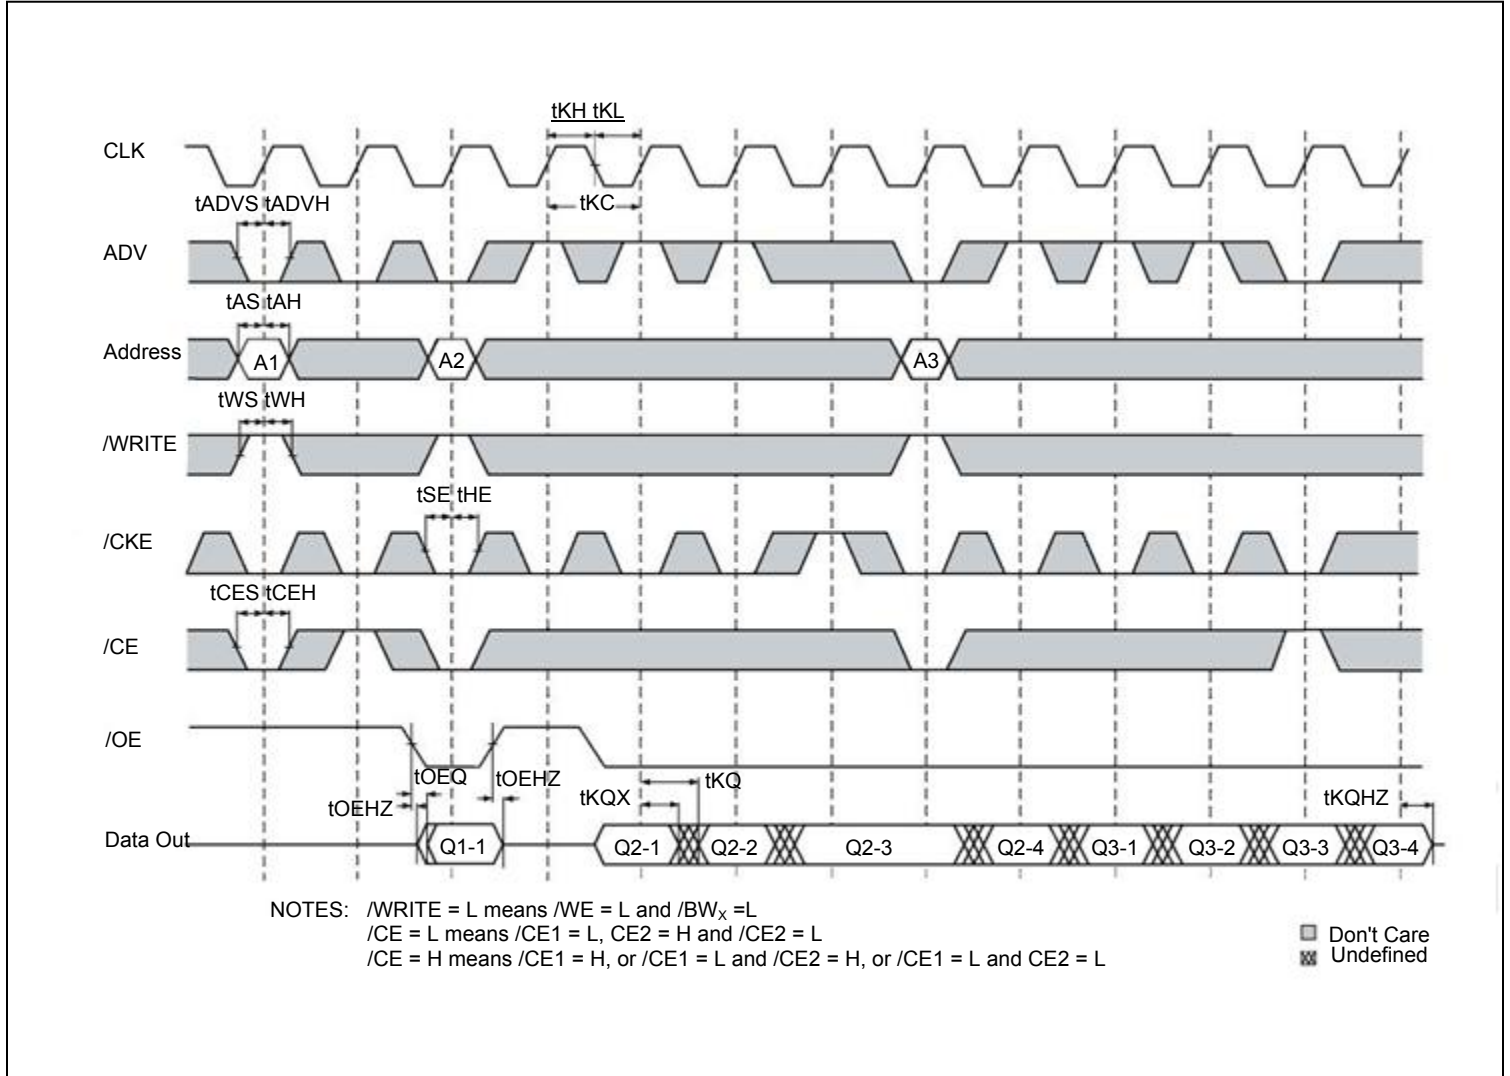 tKH tKL
CLK
tKC
tADVS tADVH
ADV
tAS tAH
Address A1 A2 A3
tWS tWH
/WRITE
tSE tHE
/CKE
tCES tCEH
/CE
/OE
tOEQ tOEHZ tKQ
tOEHZ tKQX tKQHZ
Data Out Q1-1 Q2-1 Q2-2 Q2-3 Q2-4 Q3-1 Q3-2 Q3-3 Q3-4
NOTES: /WRITE = L means /WE = L and /BWX =L
/CE = L means /CE1 = L, CE2 = H and /CE2 = L
/CE = H means /CE1 = H, or /CE1 = L and /CE2 = H, or /CE1 = L and CE2 = L
Don't Care
Undefined